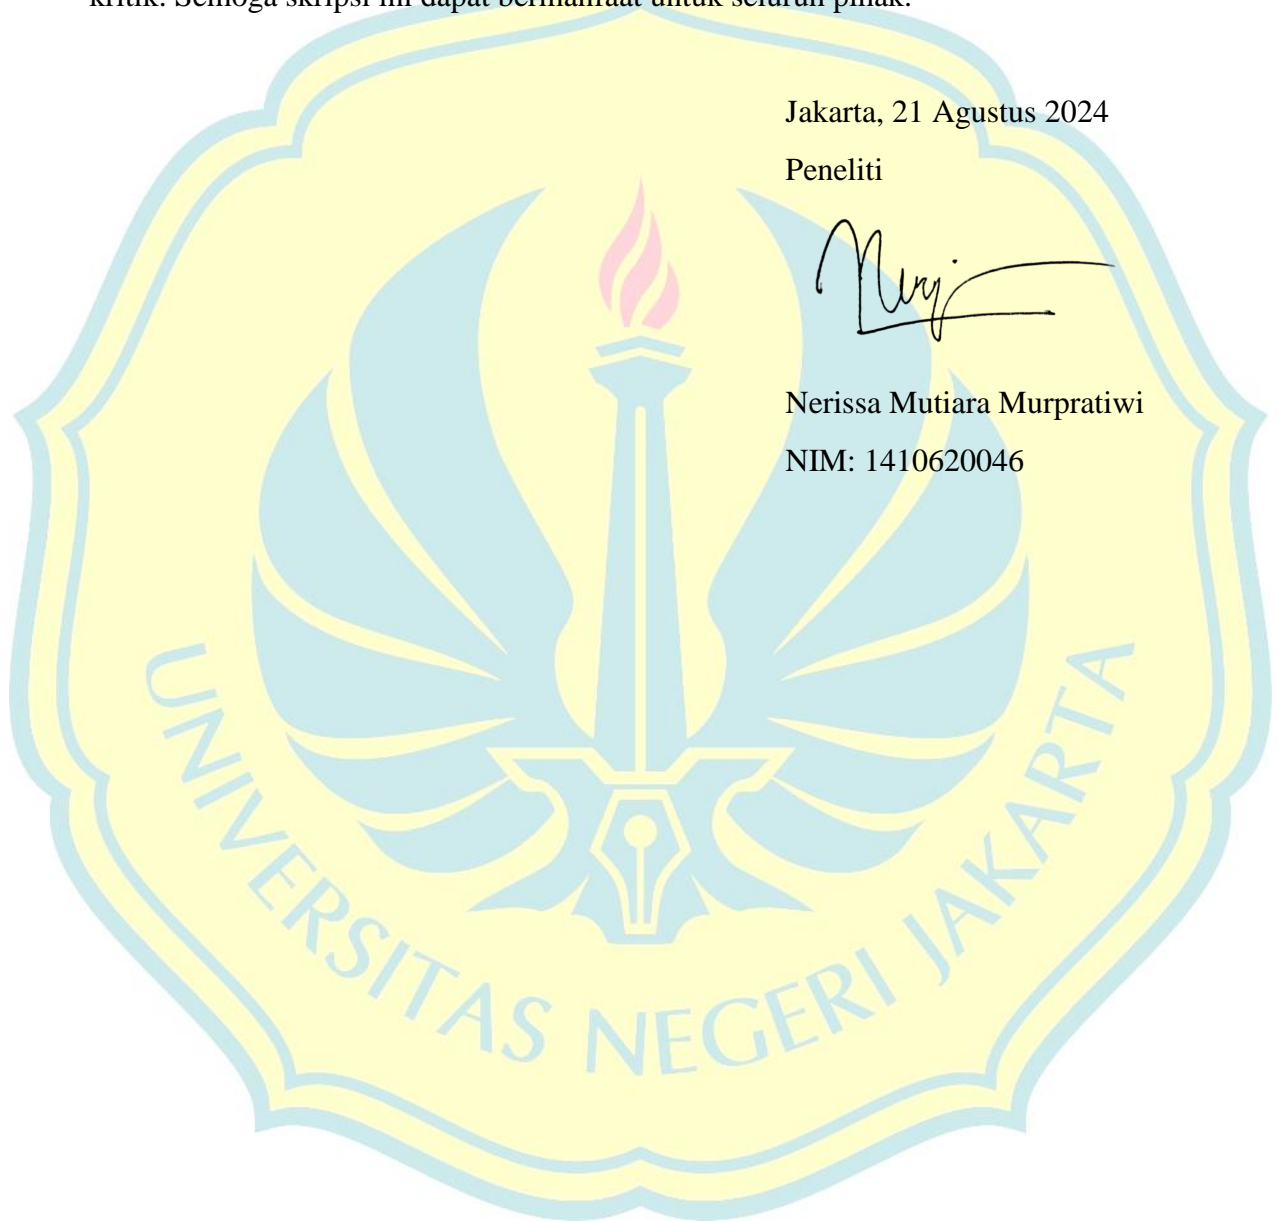 kritik. Semoga skripsi ini dapat bermanfaat untuk seluruh pihak.
Jakarta, 21 Agustus 2024
Peneliti
Nerissa Mutiara Murpratiwi
NIM: 1410620046
UNIVERSITAS NEGERI JAKARTA